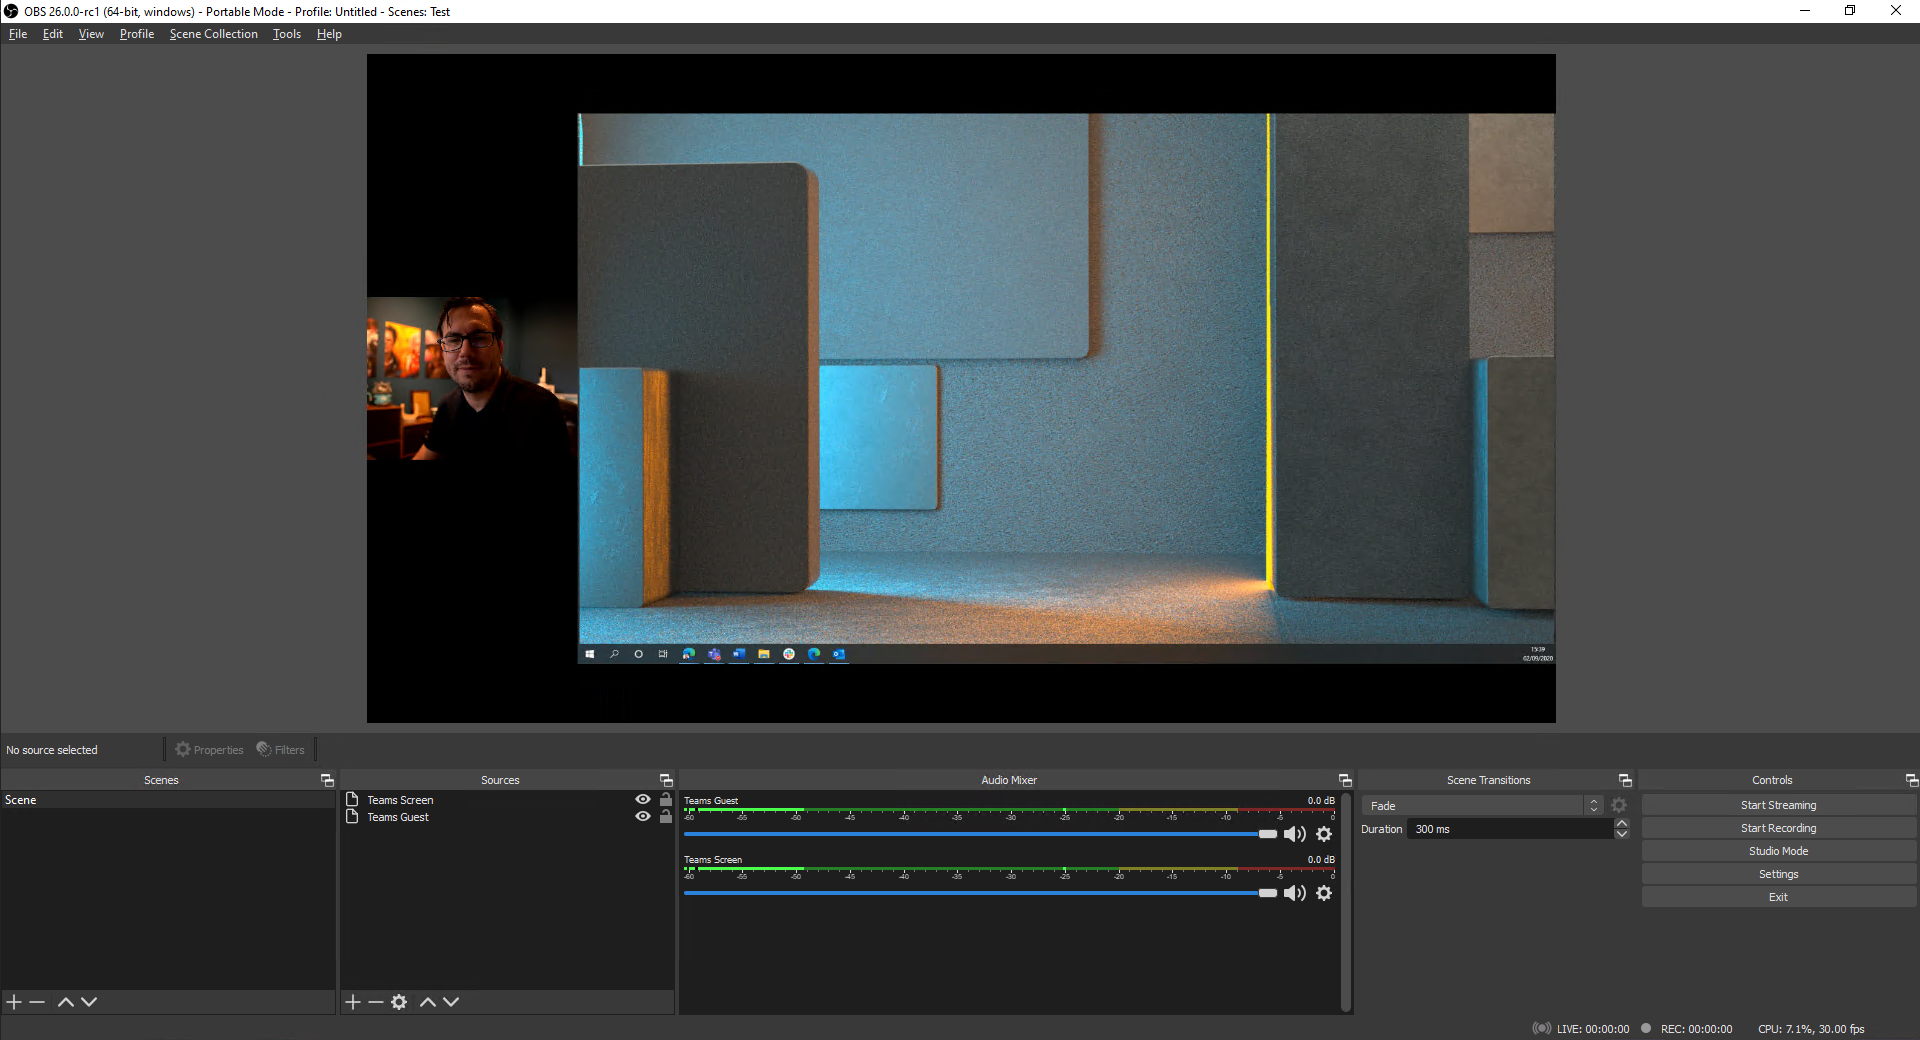 OBS 26.0.0-rc1 (64-bit, windows) - Portable Mode - Profile: Untitled - Scenes: Test
File Edit View Profile Scene Collection Tools Help
15:39
02/09/2020
No source selected Properties Filters
Scenes Sources Audio Mixer Scene Transitions Controls
Scene
Teams Screen
Teams Guest
Teams Guest 0.0 dB
-60 -55 -50 -45 -40 -35 -30 -25 -20 -15 -10 -5 0
Teams Screen 0.0 dB
-60 -55 -50 -45 -40 -35 -30 -25 -20 -15 -10 -5 0
Fade
Duration 300 ms
Start Streaming
Start Recording
Studio Mode
Settings
Exit
LIVE: 00:00:00 REC: 00:00:00 CPU: 7.1%, 30.00 fps